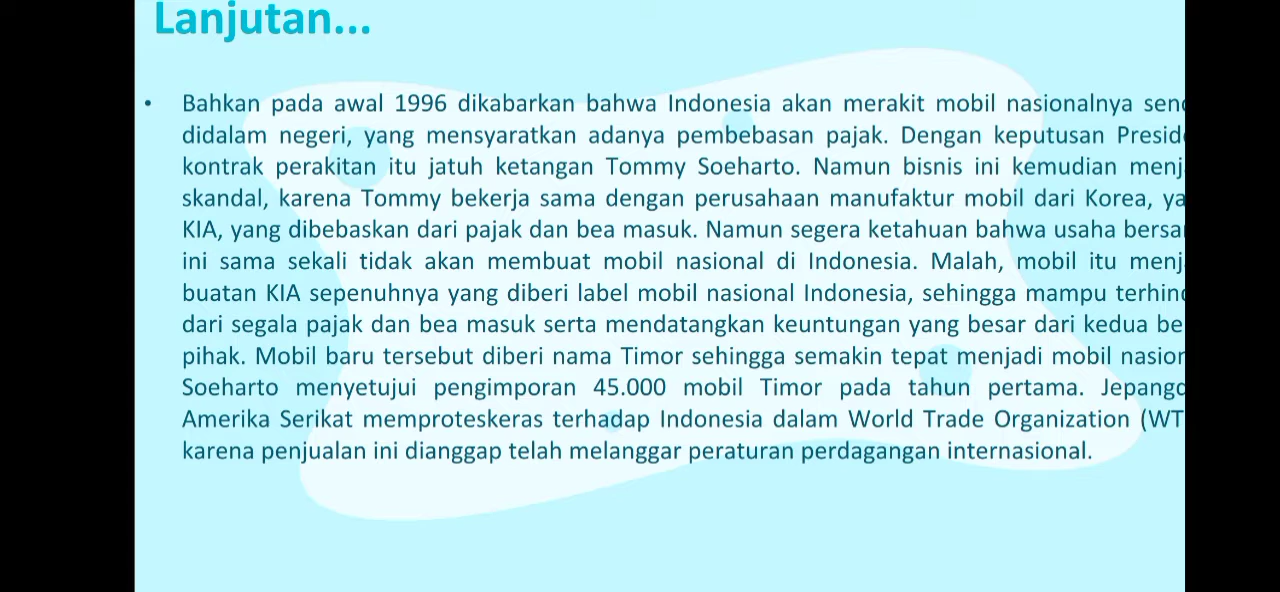 Lanjutan...
• Bahkan pada awal 1996 dikabarkan bahwa Indonesia akan merakit mobil nasionalnya
didalam negeri, yang mensyaratkan adanya pembebasan pajak. Dengan keputusan
kontrak perakitan itu jatuh ketangan Tommy Soeharto. Namun bisnis ini kemudian
skandal, karena Tommy bekerja sama dengan perusahaan manufaktur mobil dari Korea,
KIA, yang dibebaskan dari pajak dan bea masuk. Namun segera ketahuan bahwa usaha
ini sama sekali tidak akan membuat mobil nasional di Indonesia. Malah, mobil itu
buatan KIA sepenuhnya yang diberi label mobil nasional Indonesia, sehingga mampu
dari segala pajak dan bea masuk serta mendatangkan keuntungan yang besar dari kedua
pihak. Mobil baru tersebut diberi nama Timor sehingga semakin tepat menjadi mobil
Soeharto menyetujui pengimporan 45.000 mobil Timor pada tahun pertama.
Amerika Serikat memproteskeras terhadap Indonesia dalam World Trade Organization
karena penjualan ini dianggap telah melanggar peraturan perdagangan internasional.